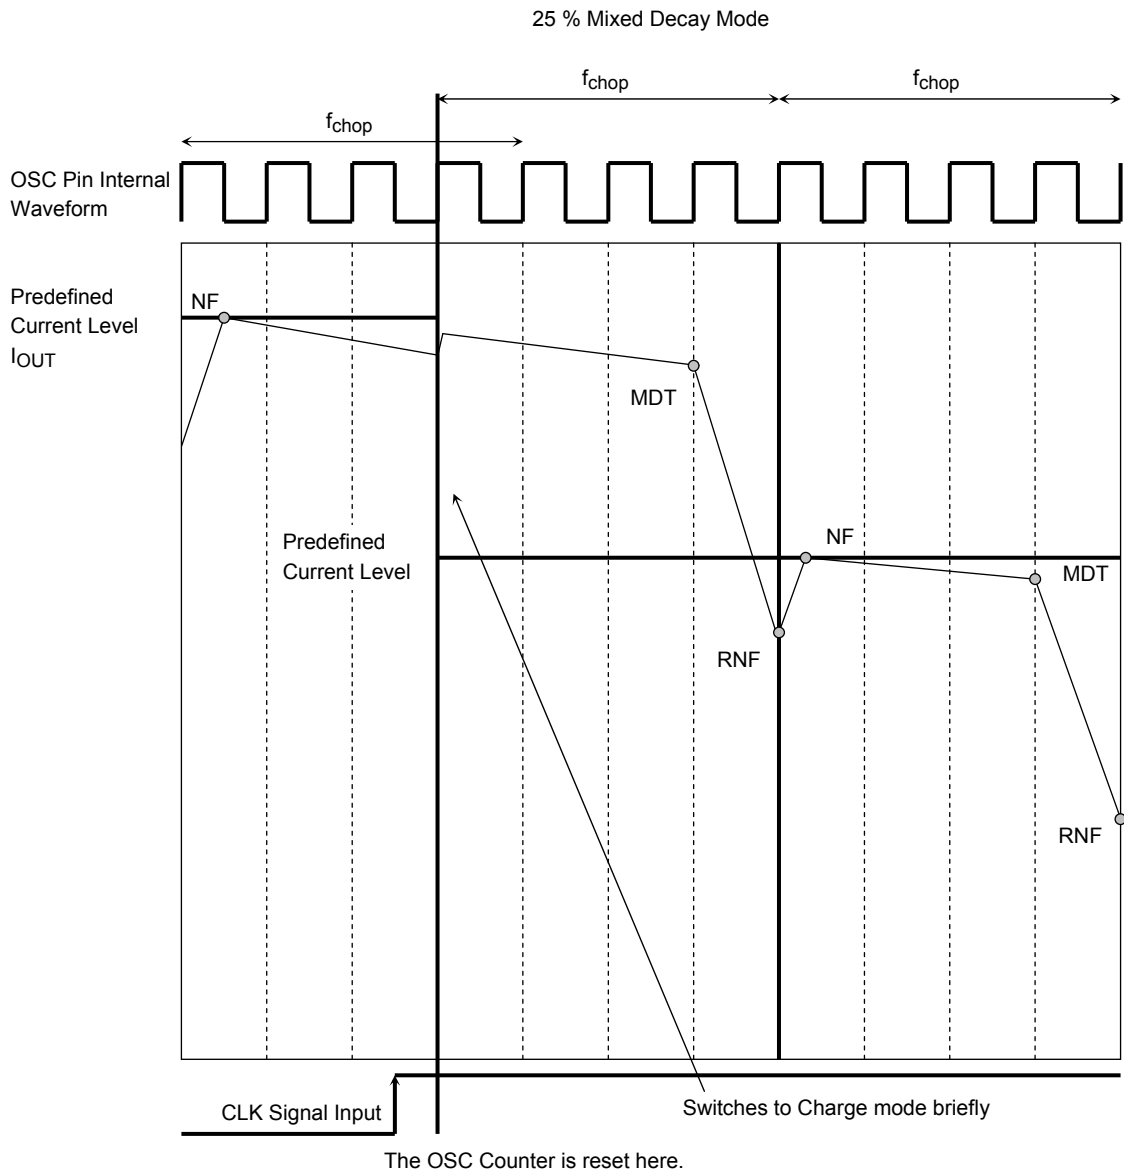 25 % Mixed Decay Mode
fchop
fchop
fchop
OSC Pin Internal
Waveform
Predefined
Current Level
IOUT
NF
MDT
Predefined
Current Level
NF
MDT
RNF
RNF
CLK Signal Input
Switches to Charge mode briefly
The OSC Counter is reset here.